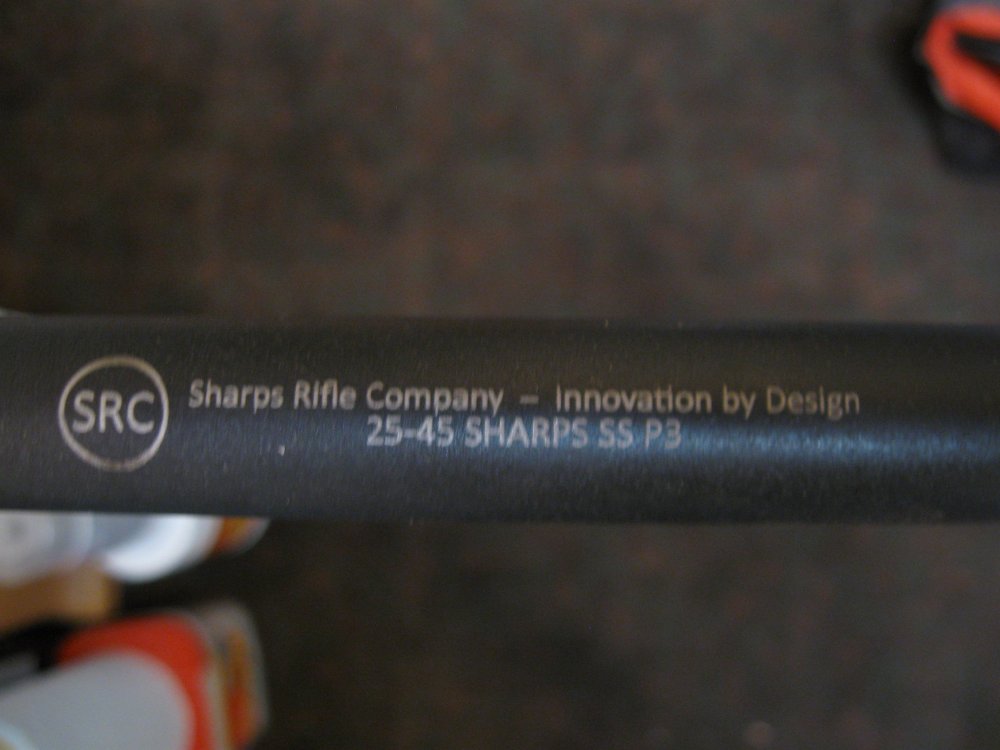 SRC
Sharps Rifle Company – Innovation by Design
25-45 SHARPS SS P3